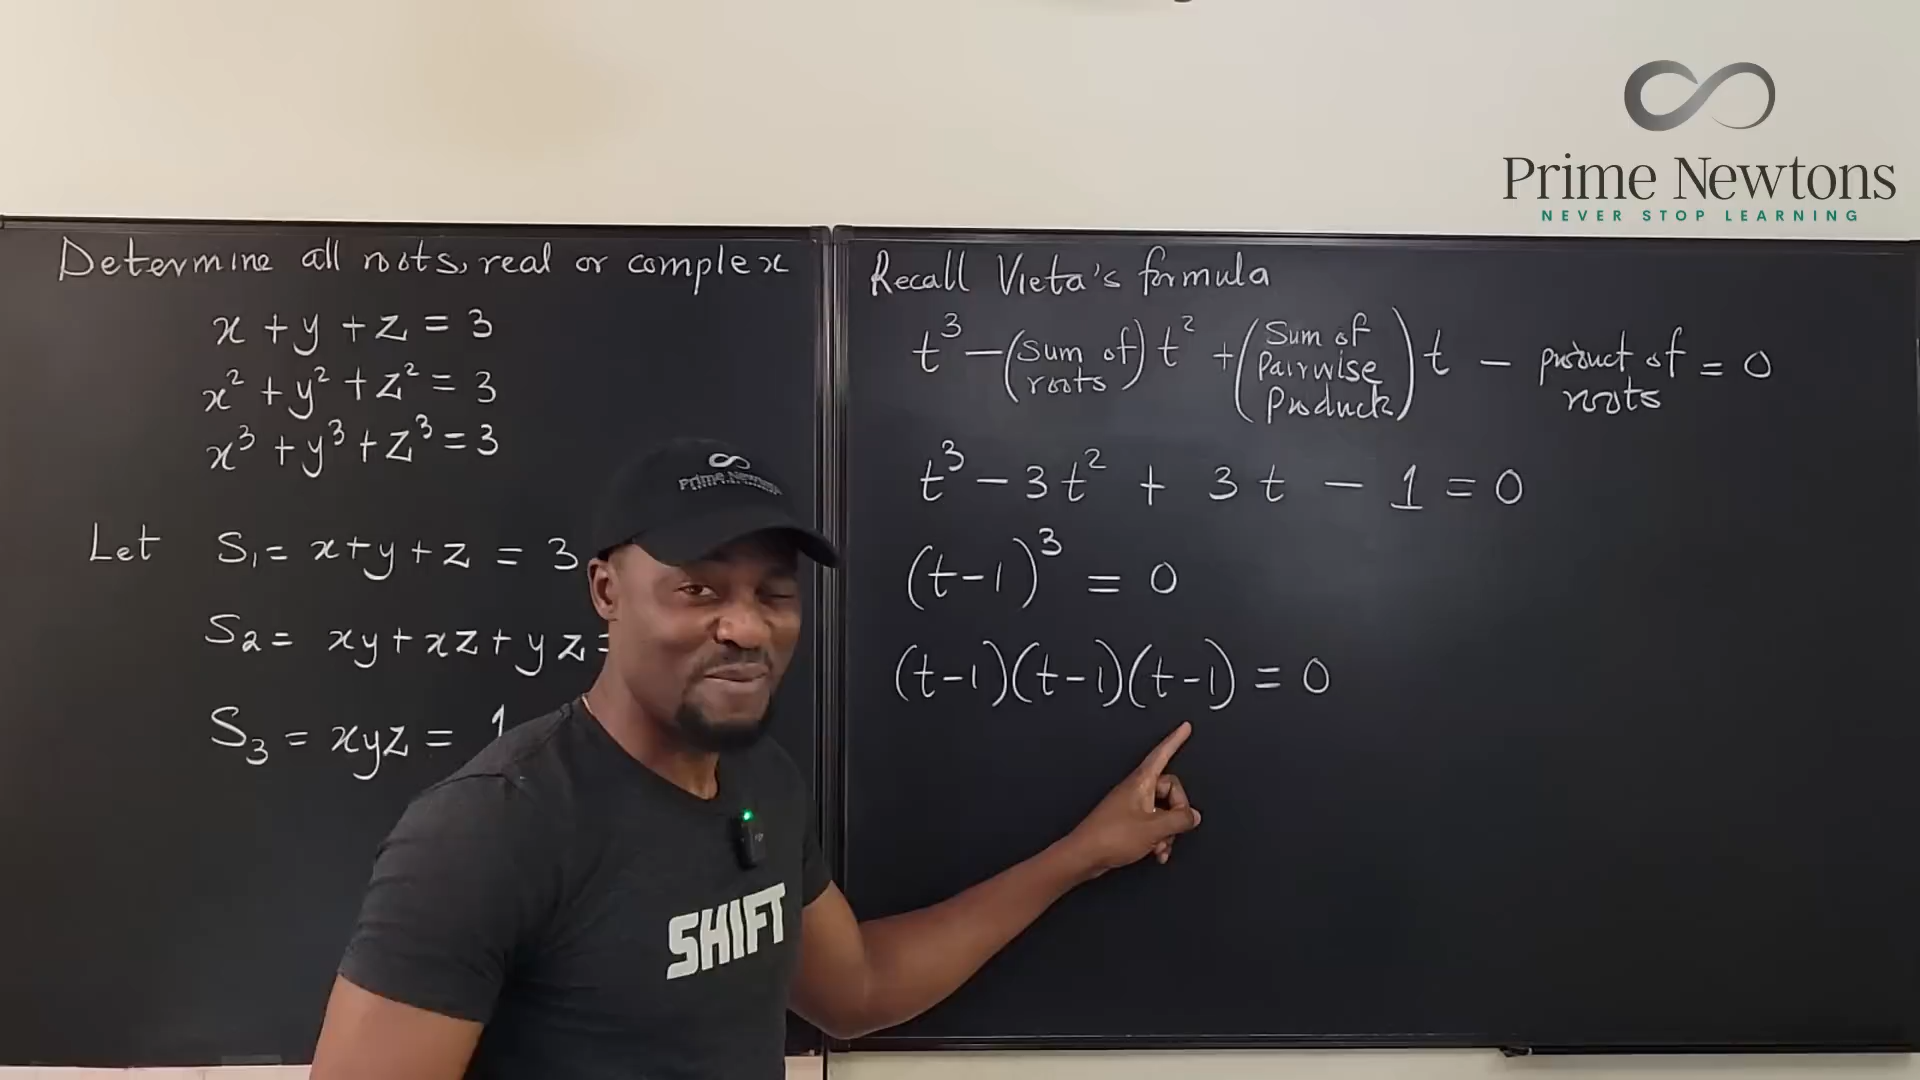 Prime Newtons
NEVER STOP LEARNING
Determine all roots, real or complex
x + y + z = 3
x² + y² + z² = 3
x³ + y³ + z³ = 3
Let S₁ = x+y+z = 3
S₂ = xy+xz+yz =
S₃ = xyz = 1
Recall Vieta's formula
t³ − (sum of roots) t² + (Sum of Pairwise Product) t − product of roots = 0
t³ − 3t² + 3t − 1 = 0
(t−1)³ = 0
(t−1)(t−1)(t−1) = 0
Prime Newtons
SHIFT